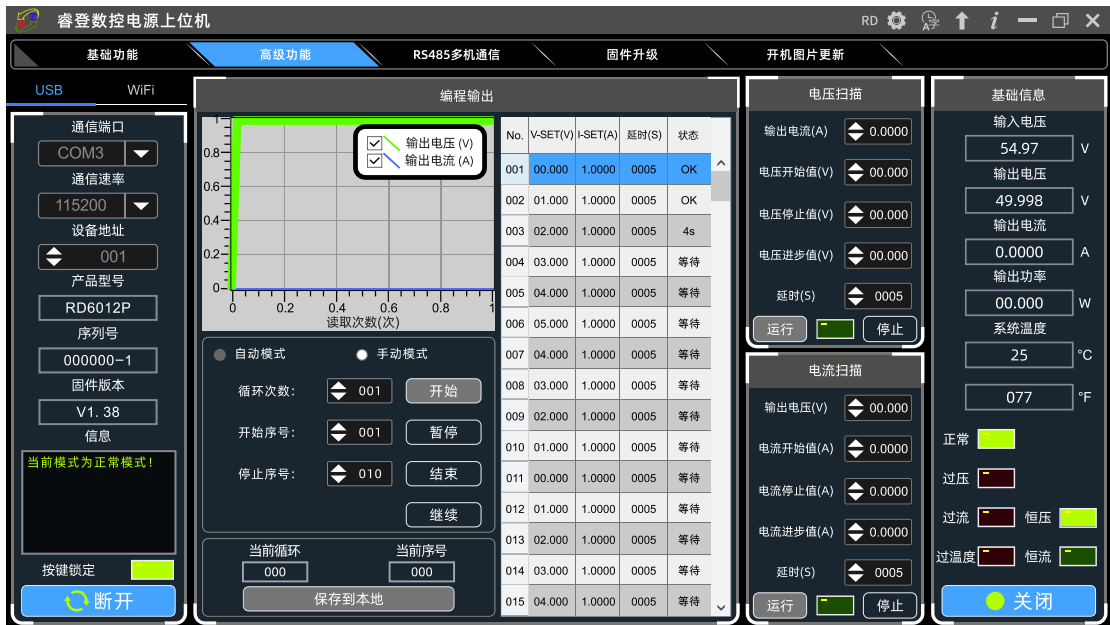 睿登数控电源上位机
RD
基础功能 高级功能 RS485多机通信 固件升级 开机图片更新
USB WiFi
通信端口
COM3
通信速率
115200
设备地址
001
产品型号
RD6012P
序列号
000000-1
固件版本
V1.38
信息
当前模式为正常模式!
按键锁定
断开
编程输出
输出电压 (V)
输出电流 (A)
1
0.8
0.6
0.4
0.2
0
0 0.2 0.4 0.6 0.8 1
读取次数(次)
自动模式 手动模式
循环次数: 001 开始
开始序号: 001 暂停
停止序号: 010 结束
继续
当前循环 当前序号
000 000
保存到本地
No. V-SET(V) I-SET(A) 延时(S) 状态
001 00.000 1.0000 0005 OK
002 01.000 1.0000 0005 OK
003 02.000 1.0000 0005 4s
004 03.000 1.0000 0005 等待
005 04.000 1.0000 0005 等待
006 05.000 1.0000 0005 等待
007 04.000 1.0000 0005 等待
008 03.000 1.0000 0005 等待
009 02.000 1.0000 0005 等待
010 01.000 1.0000 0005 等待
011 00.000 1.0000 0005 等待
012 01.000 1.0000 0005 等待
013 02.000 1.0000 0005 等待
014 03.000 1.0000 0005 等待
015 04.000 1.0000 0005 等待
电压扫描
输出电流(A) 0.0000
电压开始值(V) 00.000
电压停止值(V) 00.000
电压进步值(V) 00.000
延时(S) 0005
运行 停止
电流扫描
输出电压(V) 00.000
电流开始值(A) 0.0000
电流停止值(A) 0.0000
电流进步值(A) 0.0000
延时(S) 0005
运行 停止
基础信息
输入电压
54.97 V
输出电压
49.998 V
输出电流
0.0000 A
输出功率
00.000 W
系统温度
25 °C
077 °F
正常
过压
过流 恒压
过温度 恒流
关闭